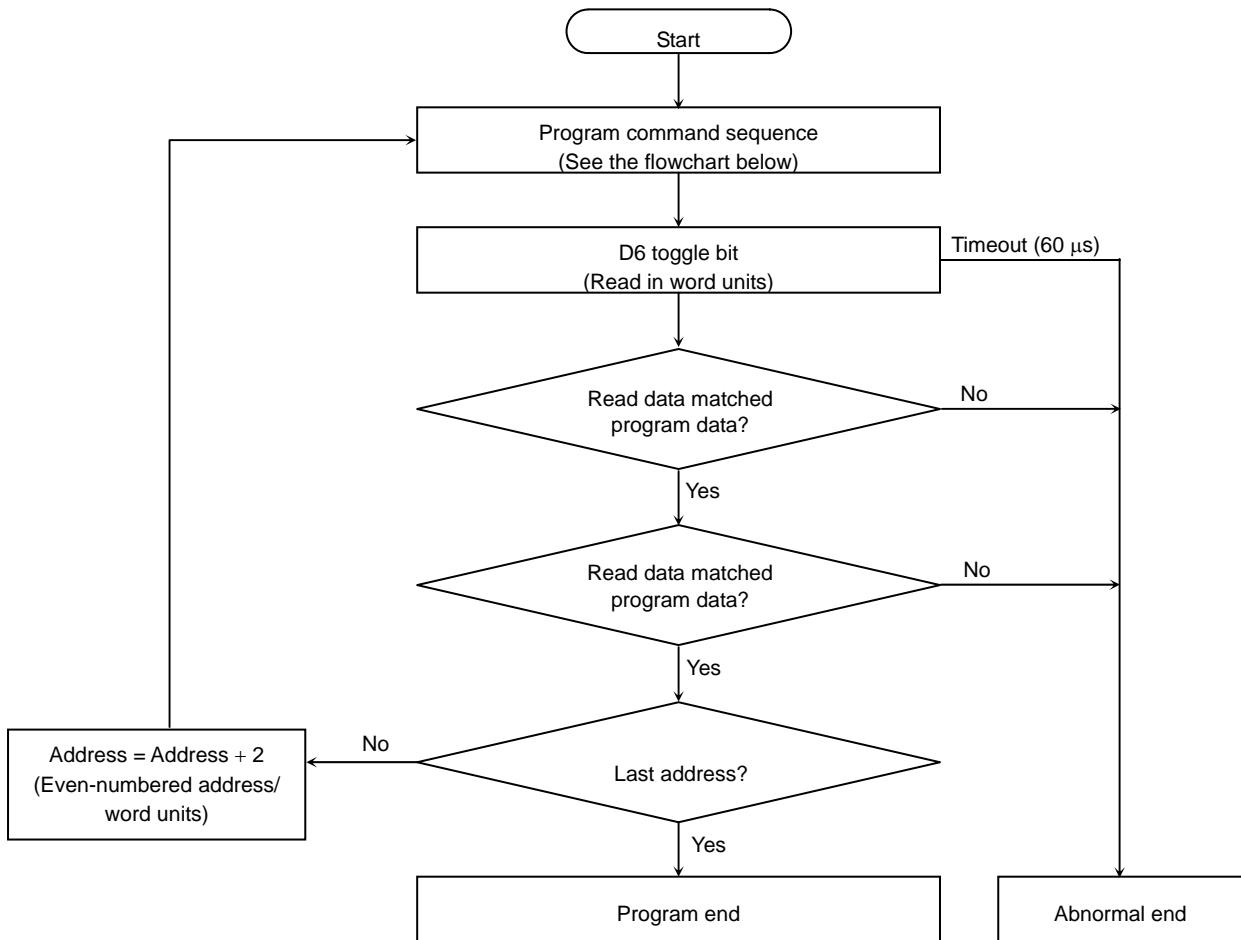 Start
Program command sequence
(See the flowchart below)
D6 toggle bit
(Read in word units)
Timeout (60 μs)
Read data matched
program data?
No
Yes
Read data matched
program data?
No
Yes
Last address?
No
Address = Address + 2
(Even-numbered address/
word units)
Yes
Program end
Abnormal end